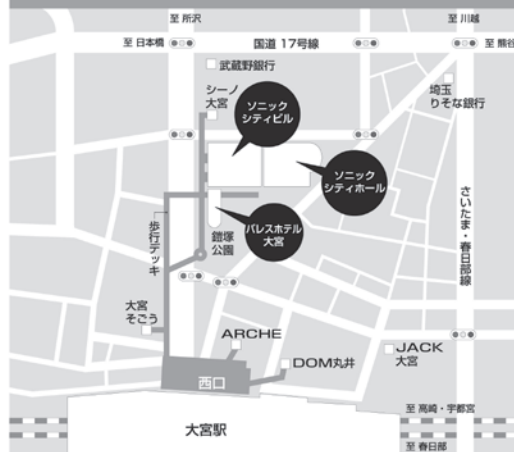 至 所沢
至 川越
至 日本橋
国道 17号線
至 熊谷
武蔵野銀行
シーノ
大宮
ソニック
シティビル
埼玉
りそな銀行
ソニック
シティホール
さいたま・春日部線
歩行デッキ
鎧塚
公園
パレスホテル
大宮
大宮
そごう
ARCHE
DOM丸井
JACK
大宮
西口
至 高崎・宇都宮
大宮駅
至 春日部